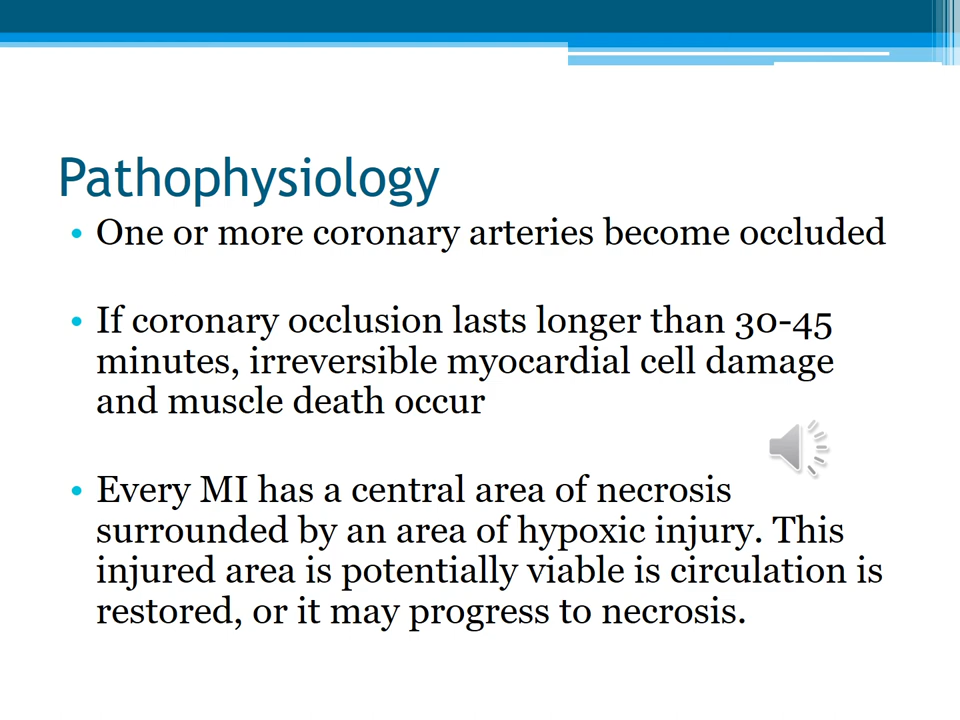 Pathophysiology
• One or more coronary arteries become occluded
• If coronary occlusion lasts longer than 30-45
minutes, irreversible myocardial cell damage
and muscle death occur
• Every MI has a central area of necrosis
surrounded by an area of hypoxic injury. This
injured area is potentially viable is circulation is
restored, or it may progress to necrosis.